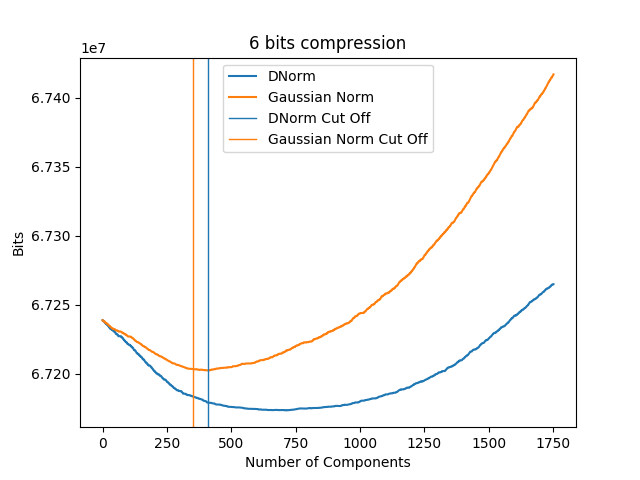 6 bits compression
1e7
6.740
6.735
6.730
6.725
6.720
Bits
DNorm
Gaussian Norm
DNorm Cut Off
Gaussian Norm Cut Off
0 250 500 750 1000 1250 1500 1750
Number of Components